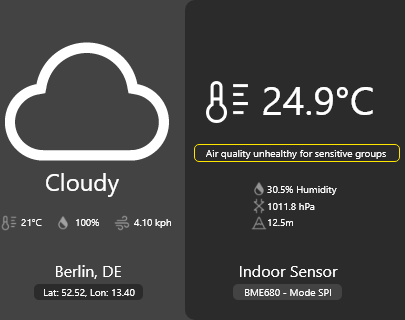 Cloudy
21°C 100% 4.10 kph
Berlin, DE
Lat: 52.52, Lon: 13.40
24.9°C
Air quality unhealthy for sensitive groups
30.5% Humidity
1011.8 hPa
12.5m
Indoor Sensor
BME680 - Mode SPI